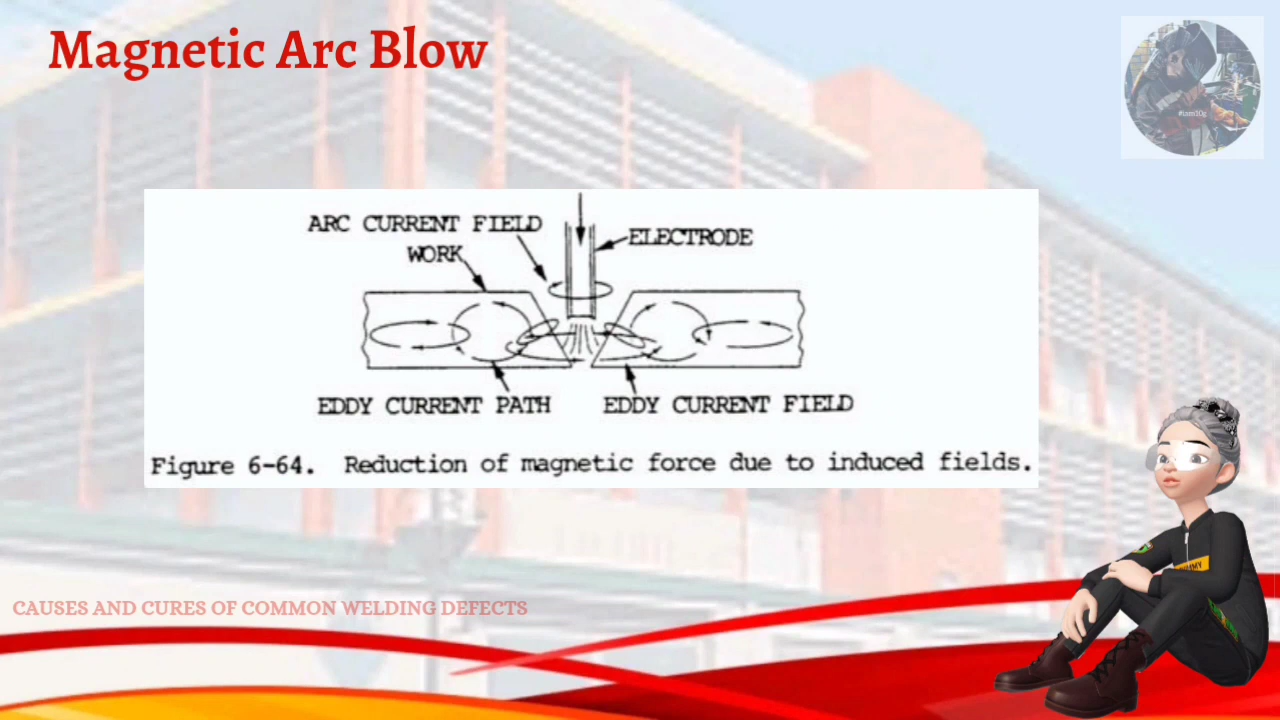 Magnetic Arc Blow
#iam3Dg
ARC CURRENT FIELD
WORK
ELECTRODE
EDDY CURRENT PATH
EDDY CURRENT FIELD
Figure 6-64. Reduction of magnetic force due to induced fields.
CAUSES AND CURES OF COMMON WELDING DEFECTS